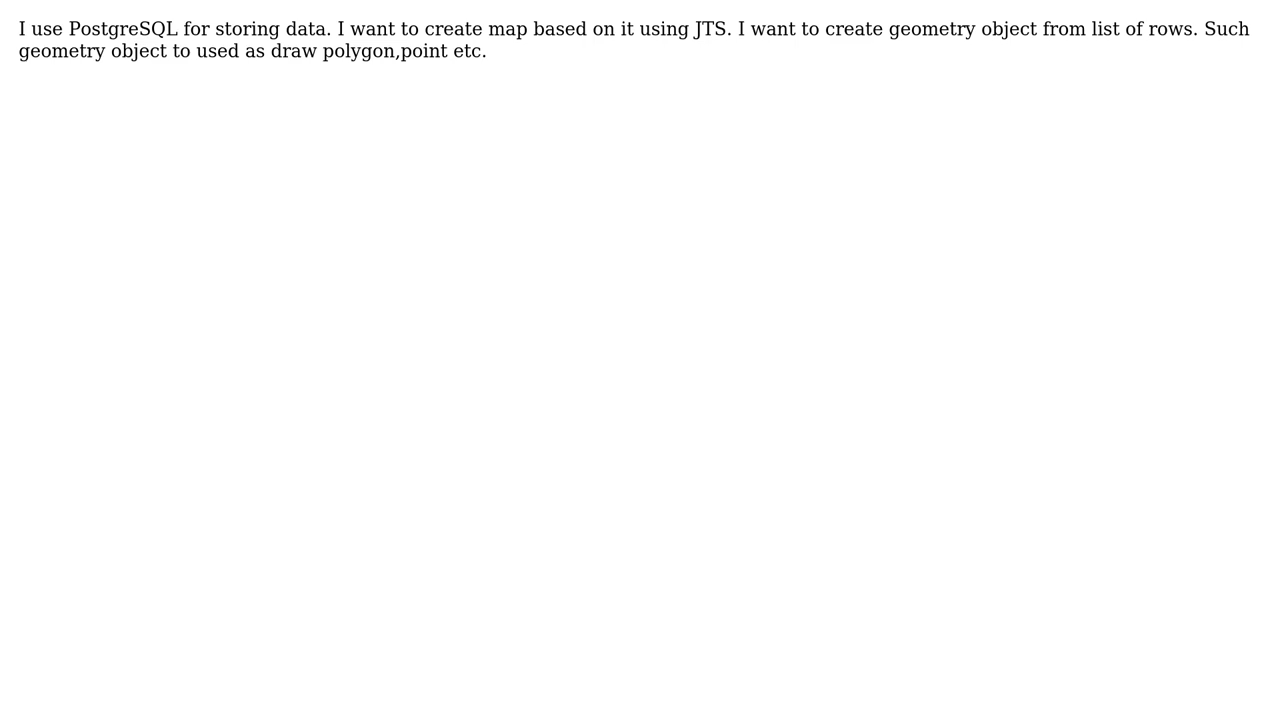 I use PostgreSQL for storing data. I want to create map based on it using JTS. I want to create geometry object from list of rows. Such
geometry object to used as draw polygon,point etc.